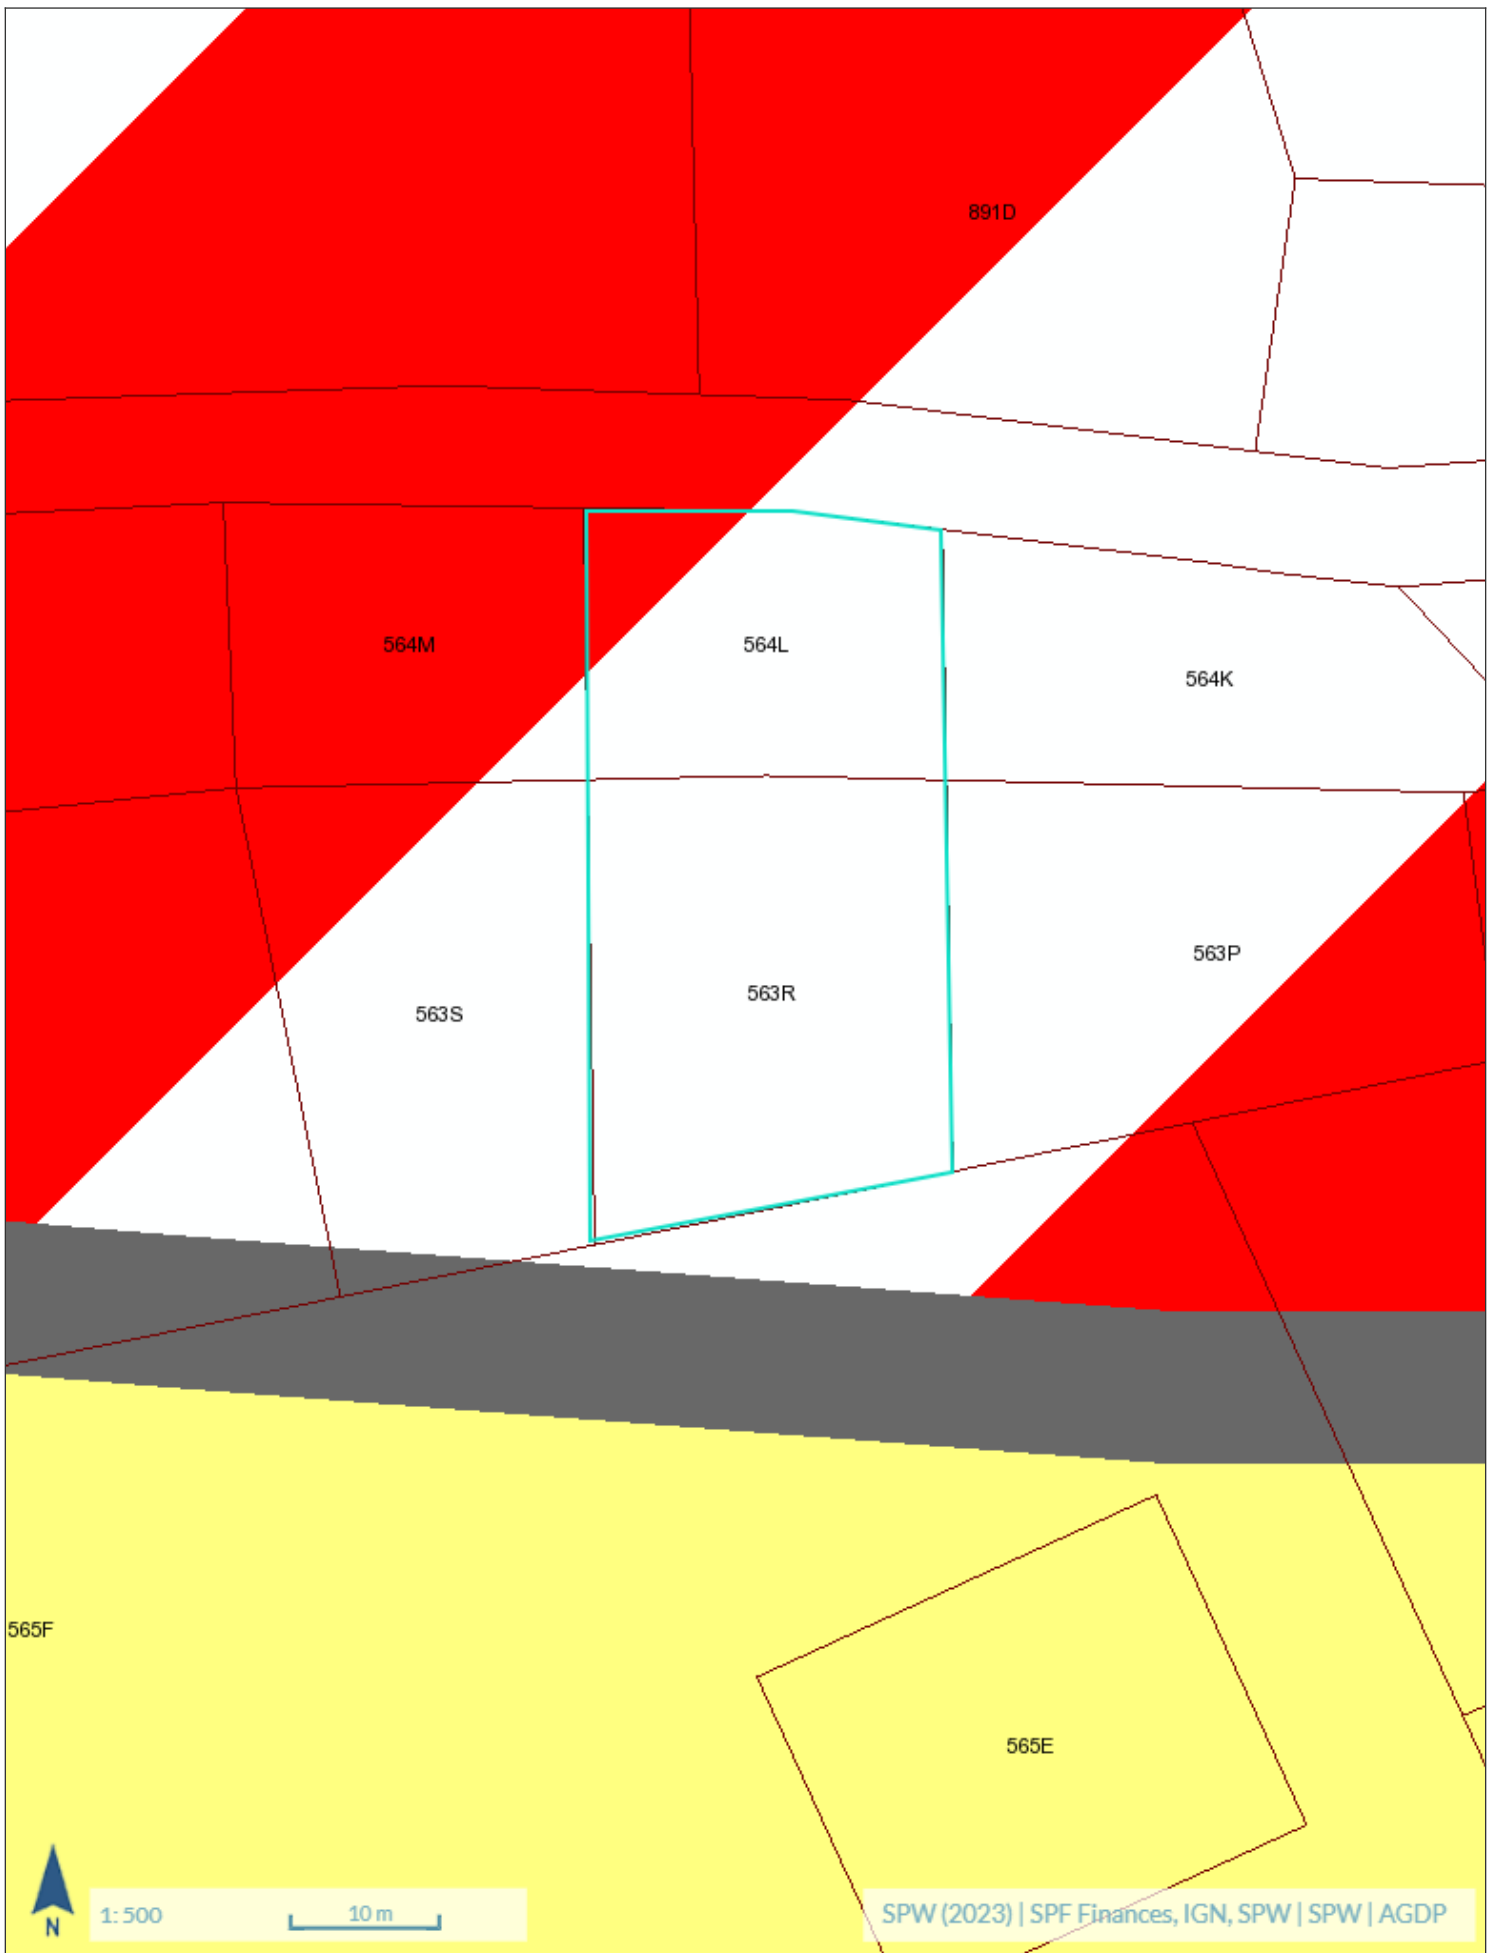 891D
564M
564L
564K
563P
563R
563S
565F
565E
N
1: 500
10 m
SPW (2023) | SPF Finances, IGN, SPW | SPW | AGDP